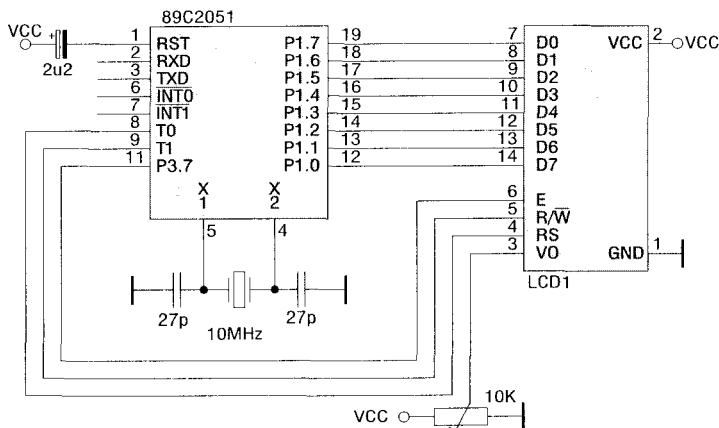 89C2051
VCC + 1 RST P1.7 19 7 D0 VCC 2 VCC
2u2 2 RXD P1.6 18 8 D1
3 TXD P1.5 17 9 D2
6 INT0 P1.4 16 10 D3
7 INT1 P1.3 15 11 D4
8 T0 P1.2 14 12 D5
9 T1 P1.1 13 13 D6
11 P3.7 P1.0 12 14 D7
X 1 X 2
6 E
5 R/W
4 RS
3 VO GND 1
5 4
LCD1
27p 10MHz 27p
10K
VCC